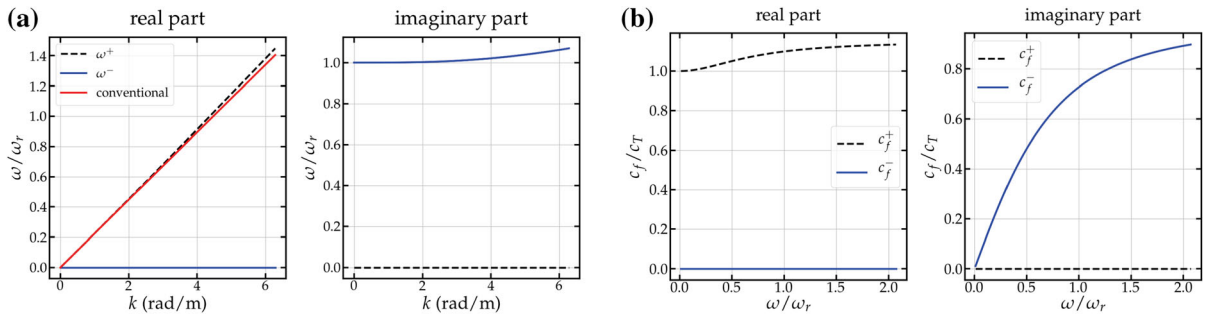 (a)
real part
imaginary part
ω/ω_r
1.4
1.2
1.0
0.8
0.6
0.4
0.2
0.0
ω⁺
ω⁻
conventional
0 2 4 6
k (rad/m)
ω/ω_r
1.0
0.8
0.6
0.4
0.2
0.0
0 2 4 6
k (rad/m)
(b)
real part
imaginary part
c_f/c_T
1.0
0.8
0.6
0.4
0.2
0.0
c_f⁺
c_f⁻
0.0 0.5 1.0 1.5 2.0
ω/ω_r
c_f/c_T
0.8
0.6
0.4
0.2
0.0
c_f⁺
c_f⁻
0.0 0.5 1.0 1.5 2.0
ω/ω_r